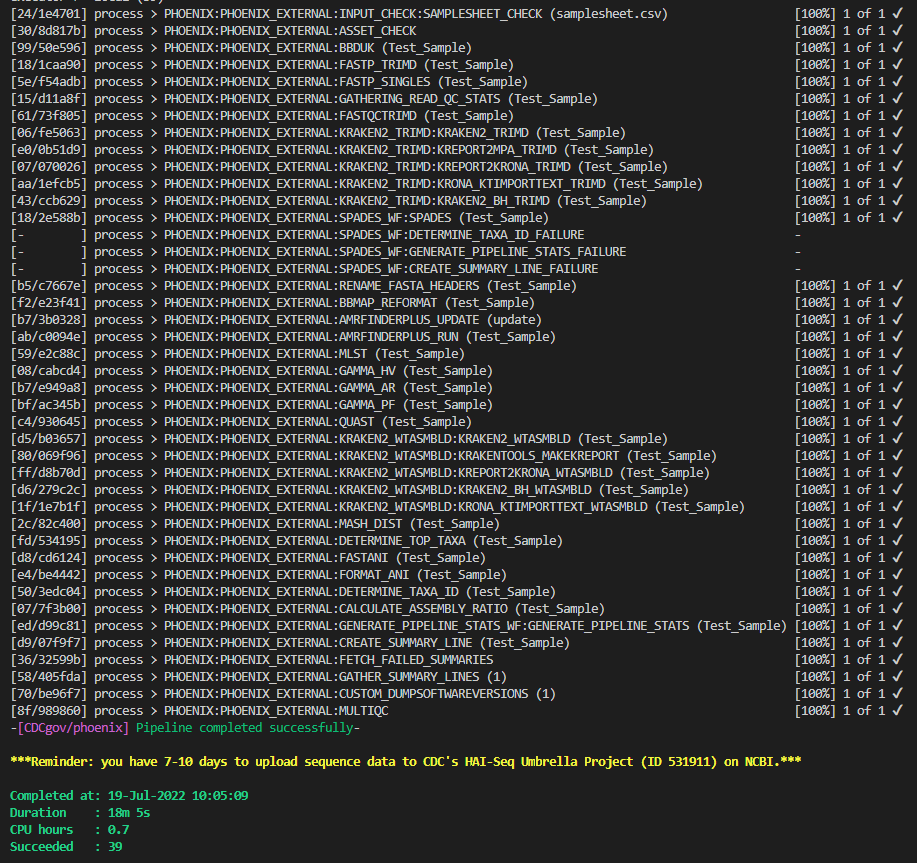 [24/1e4701] process > PHOENIX:PHOENIX_EXTERNAL:INPUT_CHECK:SAMPLESHEET_CHECK (samplesheet.csv) [100%] 1 of 1 ✓
[30/8d817b] process > PHOENIX:PHOENIX_EXTERNAL:ASSET_CHECK [100%] 1 of 1 ✓
[99/50e596] process > PHOENIX:PHOENIX_EXTERNAL:BBDUK (Test_Sample) [100%] 1 of 1 ✓
[18/1caa90] process > PHOENIX:PHOENIX_EXTERNAL:FASTP_TRIMD (Test_Sample) [100%] 1 of 1 ✓
[5e/f54adb] process > PHOENIX:PHOENIX_EXTERNAL:FASTP_SINGLES (Test_Sample) [100%] 1 of 1 ✓
[15/d11a8f] process > PHOENIX:PHOENIX_EXTERNAL:GATHERING_READ_QC_STATS (Test_Sample) [100%] 1 of 1 ✓
[61/73f805] process > PHOENIX:PHOENIX_EXTERNAL:FASTQCTRIMD (Test_Sample) [100%] 1 of 1 ✓
[06/fe5063] process > PHOENIX:PHOENIX_EXTERNAL:KRAKEN2_TRIMD:KRAKEN2_TRIMD (Test_Sample) [100%] 1 of 1 ✓
[e0/0b51d9] process > PHOENIX:PHOENIX_EXTERNAL:KRAKEN2_TRIMD:KREPORT2MPA_TRIMD (Test_Sample) [100%] 1 of 1 ✓
[07/070026] process > PHOENIX:PHOENIX_EXTERNAL:KRAKEN2_TRIMD:KREPORT2KRONA_TRIMD (Test_Sample) [100%] 1 of 1 ✓
[aa/1efcb5] process > PHOENIX:PHOENIX_EXTERNAL:KRAKEN2_TRIMD:KRONA_KTIMPORTTEXT_TRIMD (Test_Sample) [100%] 1 of 1 ✓
[43/ccb629] process > PHOENIX:PHOENIX_EXTERNAL:KRAKEN2_TRIMD:KRAKEN2_BH_TRIMD (Test_Sample) [100%] 1 of 1 ✓
[18/2e588b] process > PHOENIX:PHOENIX_EXTERNAL:SPADES_WF:SPADES (Test_Sample) [100%] 1 of 1 ✓
[-        ] process > PHOENIX:PHOENIX_EXTERNAL:SPADES_WF:DETERMINE_TAXA_ID_FAILURE -
[-        ] process > PHOENIX:PHOENIX_EXTERNAL:SPADES_WF:GENERATE_PIPELINE_STATS_FAILURE -
[-        ] process > PHOENIX:PHOENIX_EXTERNAL:SPADES_WF:CREATE_SUMMARY_LINE_FAILURE -
[b5/c7667e] process > PHOENIX:PHOENIX_EXTERNAL:RENAME_FASTA_HEADERS (Test_Sample) [100%] 1 of 1 ✓
[f2/e23f41] process > PHOENIX:PHOENIX_EXTERNAL:BBMAP_REFORMAT (Test_Sample) [100%] 1 of 1 ✓
[b7/3b0328] process > PHOENIX:PHOENIX_EXTERNAL:AMRFINDERPLUS_UPDATE (update) [100%] 1 of 1 ✓
[ab/c0094e] process > PHOENIX:PHOENIX_EXTERNAL:AMRFINDERPLUS_RUN (Test_Sample) [100%] 1 of 1 ✓
[59/e2c88c] process > PHOENIX:PHOENIX_EXTERNAL:MLST (Test_Sample) [100%] 1 of 1 ✓
[08/cabcd4] process > PHOENIX:PHOENIX_EXTERNAL:GAMMA_HV (Test_Sample) [100%] 1 of 1 ✓
[b7/e949a8] process > PHOENIX:PHOENIX_EXTERNAL:GAMMA_AR (Test_Sample) [100%] 1 of 1 ✓
[bf/ac345b] process > PHOENIX:PHOENIX_EXTERNAL:GAMMA_PF (Test_Sample) [100%] 1 of 1 ✓
[c4/930645] process > PHOENIX:PHOENIX_EXTERNAL:QUAST (Test_Sample) [100%] 1 of 1 ✓
[d5/b03657] process > PHOENIX:PHOENIX_EXTERNAL:KRAKEN2_WTASMBLD:KRAKEN2_WTASMBLD (Test_Sample) [100%] 1 of 1 ✓
[80/069f96] process > PHOENIX:PHOENIX_EXTERNAL:KRAKEN2_WTASMBLD:KRAKENTOOLS_MAKEKREPORT (Test_Sample) [100%] 1 of 1 ✓
[ff/d8b70d] process > PHOENIX:PHOENIX_EXTERNAL:KRAKEN2_WTASMBLD:KREPORT2KRONA_WTASMBLD (Test_Sample) [100%] 1 of 1 ✓
[d6/279c2c] process > PHOENIX:PHOENIX_EXTERNAL:KRAKEN2_WTASMBLD:KRAKEN2_BH_WTASMBLD (Test_Sample) [100%] 1 of 1 ✓
[1f/1e7b1f] process > PHOENIX:PHOENIX_EXTERNAL:KRAKEN2_WTASMBLD:KRONA_KTIMPORTTEXT_WTASMBLD (Test_Sample) [100%] 1 of 1 ✓
[2c/82c400] process > PHOENIX:PHOENIX_EXTERNAL:MASH_DIST (Test_Sample) [100%] 1 of 1 ✓
[fd/534195] process > PHOENIX:PHOENIX_EXTERNAL:DETERMINE_TOP_TAXA (Test_Sample) [100%] 1 of 1 ✓
[d8/cd6124] process > PHOENIX:PHOENIX_EXTERNAL:FASTANI (Test_Sample) [100%] 1 of 1 ✓
[e4/be4442] process > PHOENIX:PHOENIX_EXTERNAL:FORMAT_ANI (Test_Sample) [100%] 1 of 1 ✓
[50/3edc04] process > PHOENIX:PHOENIX_EXTERNAL:DETERMINE_TAXA_ID (Test_Sample) [100%] 1 of 1 ✓
[07/7f3b00] process > PHOENIX:PHOENIX_EXTERNAL:CALCULATE_ASSEMBLY_RATIO (Test_Sample) [100%] 1 of 1 ✓
[ed/d99c81] process > PHOENIX:PHOENIX_EXTERNAL:GENERATE_PIPELINE_STATS_WF:GENERATE_PIPELINE_STATS (Test_Sample) [100%] 1 of 1 ✓
[d9/07f9f7] process > PHOENIX:PHOENIX_EXTERNAL:CREATE_SUMMARY_LINE (Test_Sample) [100%] 1 of 1 ✓
[36/32599b] process > PHOENIX:PHOENIX_EXTERNAL:FETCH_FAILED_SUMMARIES [100%] 1 of 1 ✓
[58/405fda] process > PHOENIX:PHOENIX_EXTERNAL:GATHER_SUMMARY_LINES (1) [100%] 1 of 1 ✓
[70/be96f7] process > PHOENIX:PHOENIX_EXTERNAL:CUSTOM_DUMPSOFTWAREVERSIONS (1) [100%] 1 of 1 ✓
[8f/989860] process > PHOENIX:PHOENIX_EXTERNAL:MULTIQC [100%] 1 of 1 ✓
-[CDCgov/phoenix] Pipeline completed successfully-
***Reminder: you have 7-10 days to upload sequence data to CDC's HAI-Seq Umbrella Project (ID 531911) on NCBI.***
Completed at: 19-Jul-2022 10:05:09
Duration    : 18m 5s
CPU hours   : 0.7
Succeeded   : 39